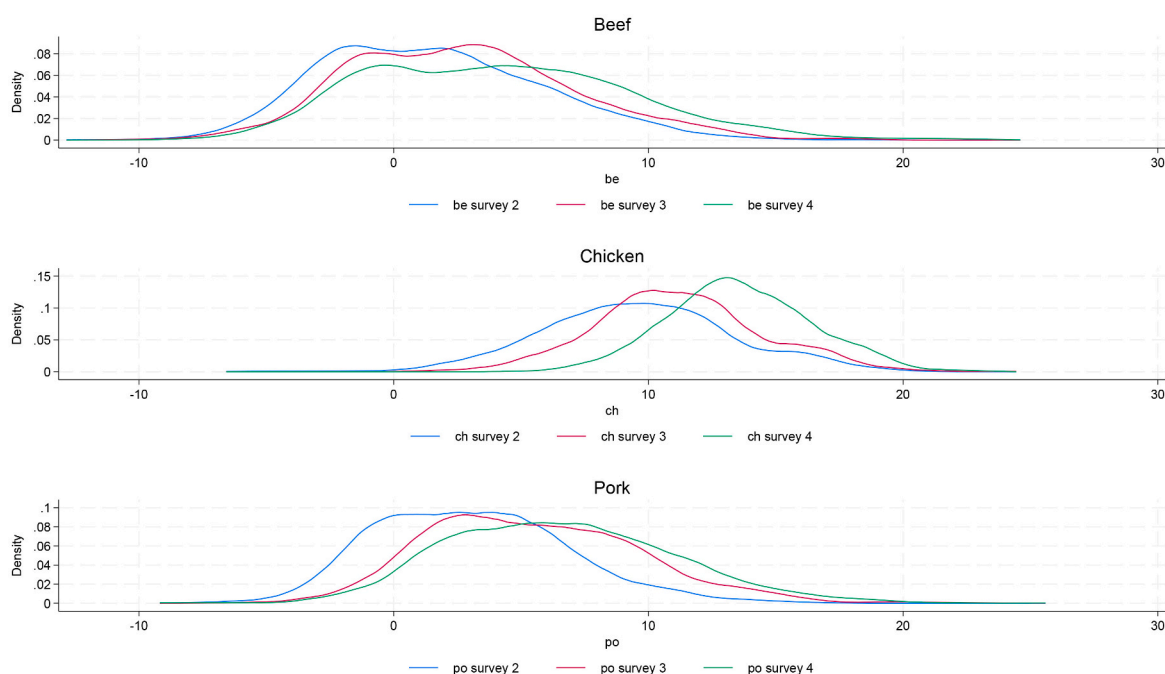 Beef
Density
.08
.06
.04
.02
0
-10 0 10 20 30
be
be survey 2 be survey 3 be survey 4
Chicken
Density
.15
.1
.05
0
-10 0 10 20 30
ch
ch survey 2 ch survey 3 ch survey 4
Pork
Density
.1
.08
.06
.04
.02
0
-10 0 10 20 30
po
po survey 2 po survey 3 po survey 4